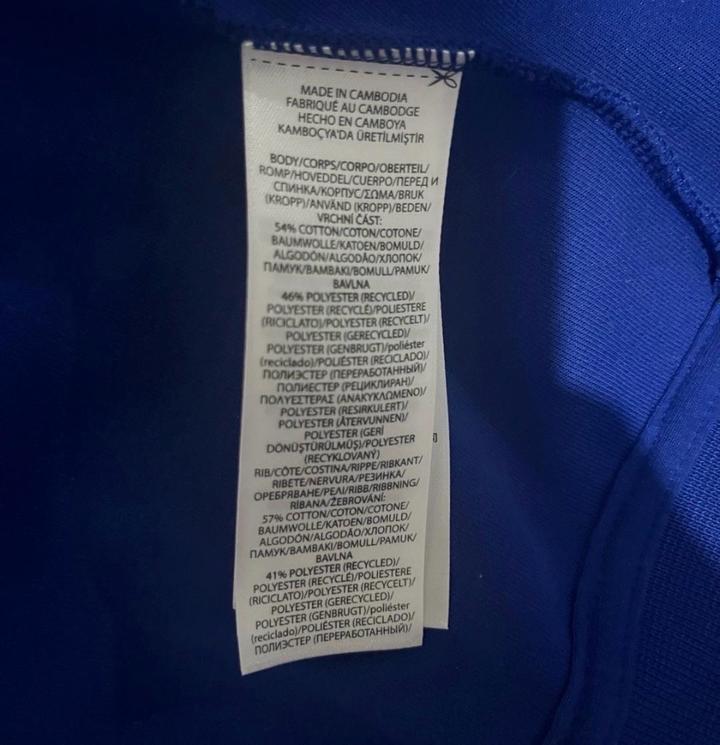 MADE IN CAMBODIA
FABRIQUÉ AU CAMBODGE
HECHO EN CAMBOYA
KAMBOÇYA'DA ÜRETİLMİŞTİR
BODY/CORPS/CORPO/OBERTEIL/
ROMP/HOVEDDEL/CUERPO/ПЕРЕД И
СПИНКА/КОРПУС/ΣΩΜΑ/BRUK
(KROPP)/ANVÄND (KROPP)/BEDEN/
VRCHNÍ ČÁST:
54% COTTON/COTON/COTONE/
BAUMWOLLE/KATOEN/BOMULD/
ALGODÓN/ALGODÃO/ХЛОПОК/
ПАМУК/ΒΑΜΒΑΚΙ/BOMULL/PAMUK/
BAVLNA
46% POLYESTER (RECYCLED)/
POLYESTER (RECYCLÉ)/POLIESTERE
(RICICLATO)/POLYESTER (RECYCELT)/
POLYESTER (GERECYCLED)/
POLYESTER (GENBRUGT)/poliéster
(reciclado)/POLIÉSTER (RECICLADO)/
ПОЛИЭСТЕР (ПЕРЕРАБОТАННЫЙ)/
ПОЛИЕСТЕР (РЕЦИКЛИРАН)/
ΠΟΛΥΕΣΤΕΡΑΣ (ΑΝΑΚΥΚΛΩΜΕΝΟ)/
POLYESTER (RESIRKULERT)/
POLYESTER (ÅTERVUNNEN)/
POLYESTER (GERİ
DÖNÜŞTÜRÜLMÜŞ)/POLYESTER
(RECYKLOVANÝ)
RIB/CÔTE/COSTINA/RIPPE/RIBKANT/
RIBETE/NERVURA/РЕЗИНКА/
ОРЕБРЯВАНЕ/ΡΕΛΙ/RIBB/RIBBNING/
RİBANA/ŽEBROVÁNÍ:
57% COTTON/COTON/COTONE/
BAUMWOLLE/KATOEN/BOMULD/
ALGODÓN/ALGODÃO/ХЛОПОК/
ПАМУК/ΒΑΜΒΑΚΙ/BOMULL/PAMUK/
BAVLNA
41% POLYESTER (RECYCLED)/
POLYESTER (RECYCLÉ)/POLIESTERE
(RICICLATO)/POLYESTER (RECYCELT)/
POLYESTER (GERECYCLED)/
POLYESTER (GENBRUGT)/poliéster
(reciclado)/POLIÉSTER (RECICLADO)/
ПОЛИЭСТЕР (ПЕРЕРАБОТАННЫЙ)/